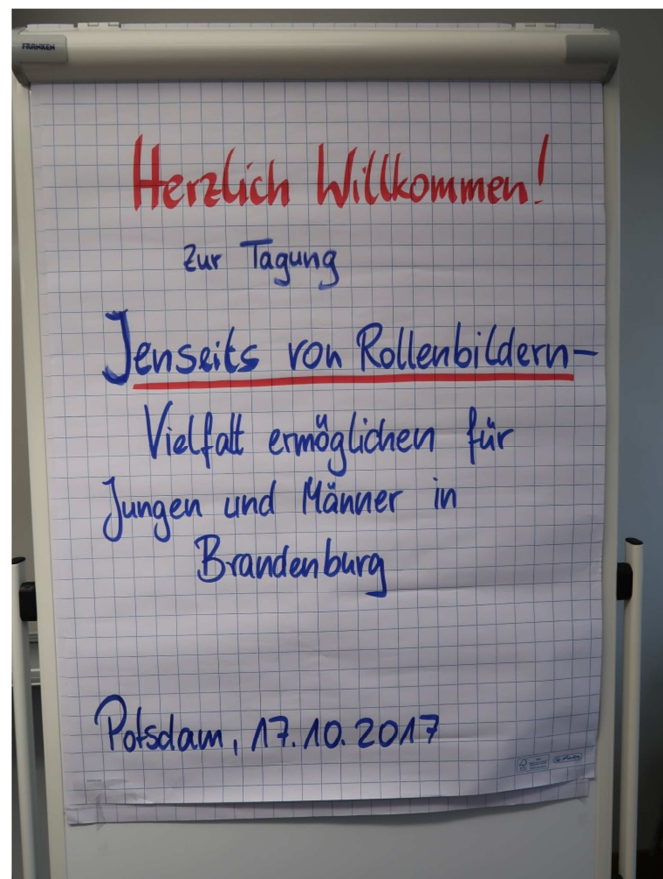 FRANKEN
Herzlich Willkommen!
zur Tagung
Jenseits von Rollenbildern-
Vielfalt ermöglichen für
Jungen und Männer in
Brandenburg
Potsdam, 17.10.2017